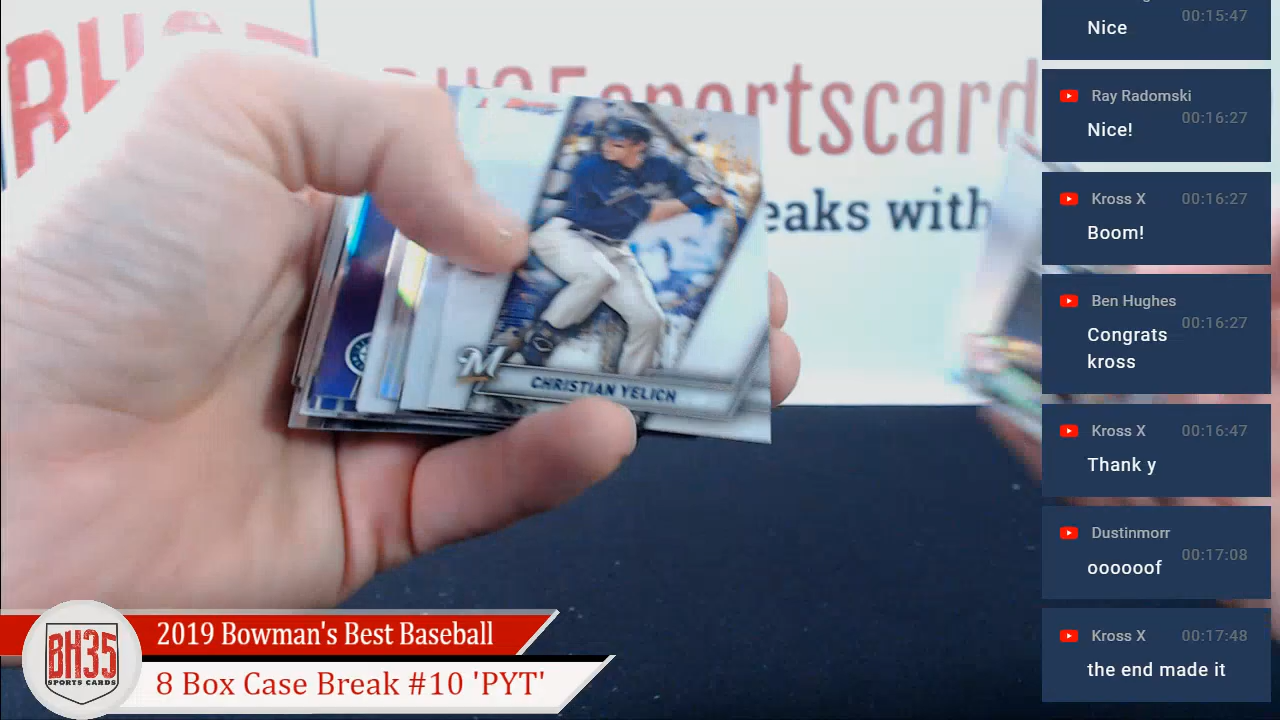 BH35 sportscard
eaks with
M
CHRISTIAN YELICH
00:15:47
Nice
Ray Radomski
00:16:27
Nice!
Kross X
00:16:27
Boom!
Ben Hughes
00:16:27
Congrats
kross
Kross X
00:16:47
Thank y
Dustinmorr
00:17:08
oooooof
Kross X
00:17:48
the end made it
BH35
SPORTS CARDS
2019 Bowman's Best Baseball
8 Box Case Break #10 'PYT'